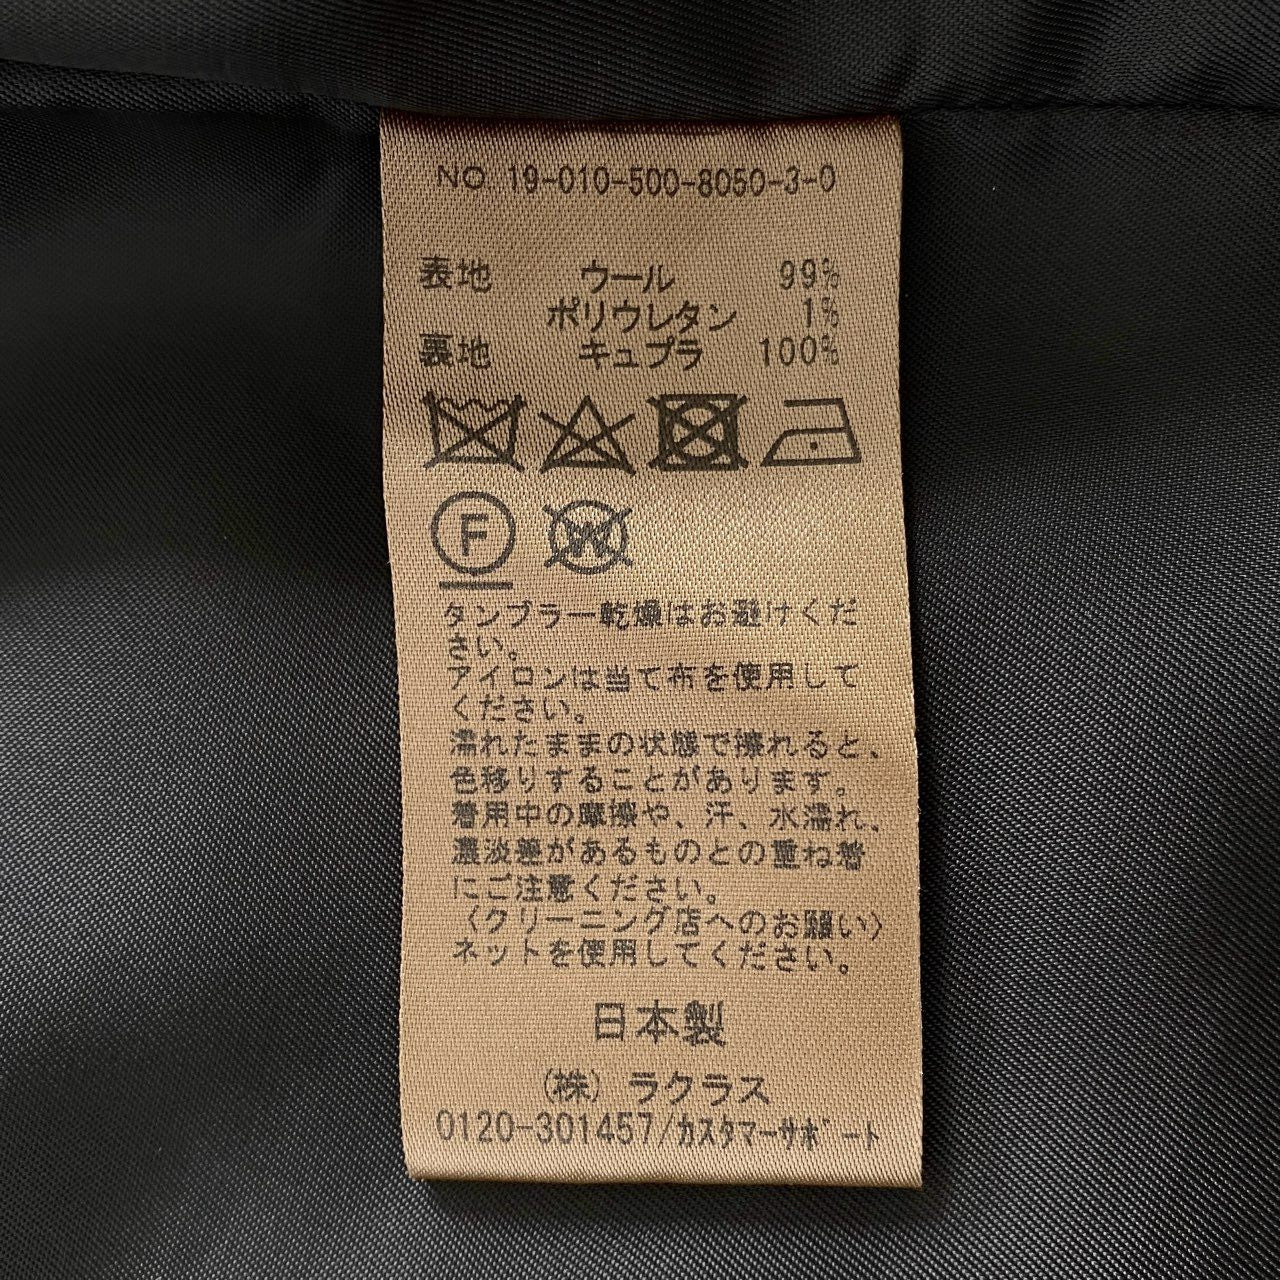 NO 19-010-500-8050-3-0
表地 ウール 99%
ポリウレタン 1%
裏地 キュプラ 100%
F
W
タンブラー乾燥はお避けくだ
さい。
アイロンは当て布を使用して
ください。
濡れたままの状態で擦れると、
色移りすることがあります。
着用中の摩擦や、汗、水濡れ、
濃淡差があるものとの重ね着
にご注意ください。
〈クリーニング店へのお願い〉
ネットを使用してください。
日本製
(株) ラクラス
0120-301457/カスタマーサポート